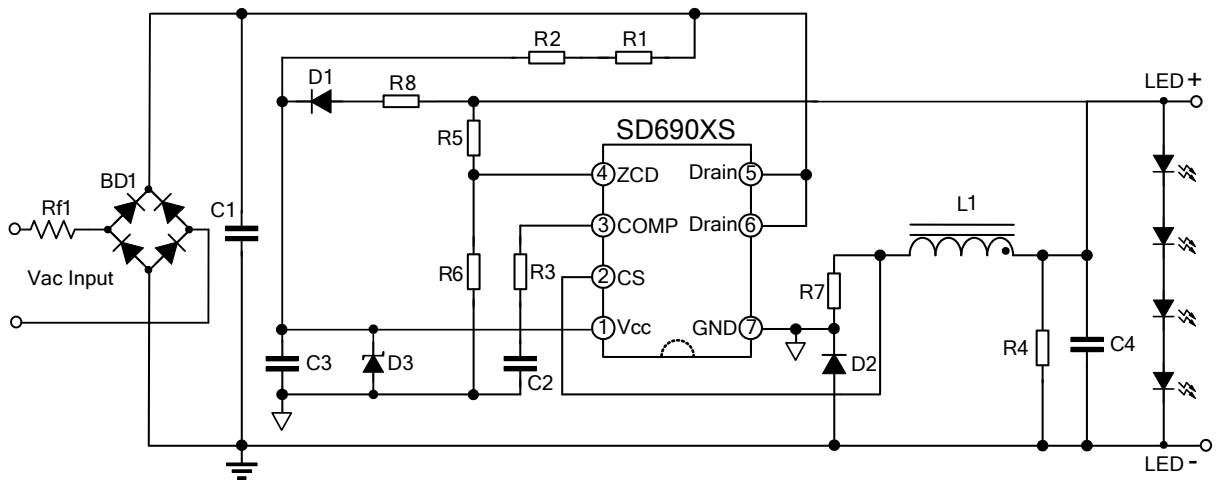 R2
R1
D1
R8
LED +
SD690XS
R5
4
ZCD
Drain
5
BD1
Rf1
C1
3
COMP
Drain
6
L1
Vac Input
R6
R3
2
CS
R7
1
Vcc
GND
7
C3
D3
C2
D2
R4
C4
LED -